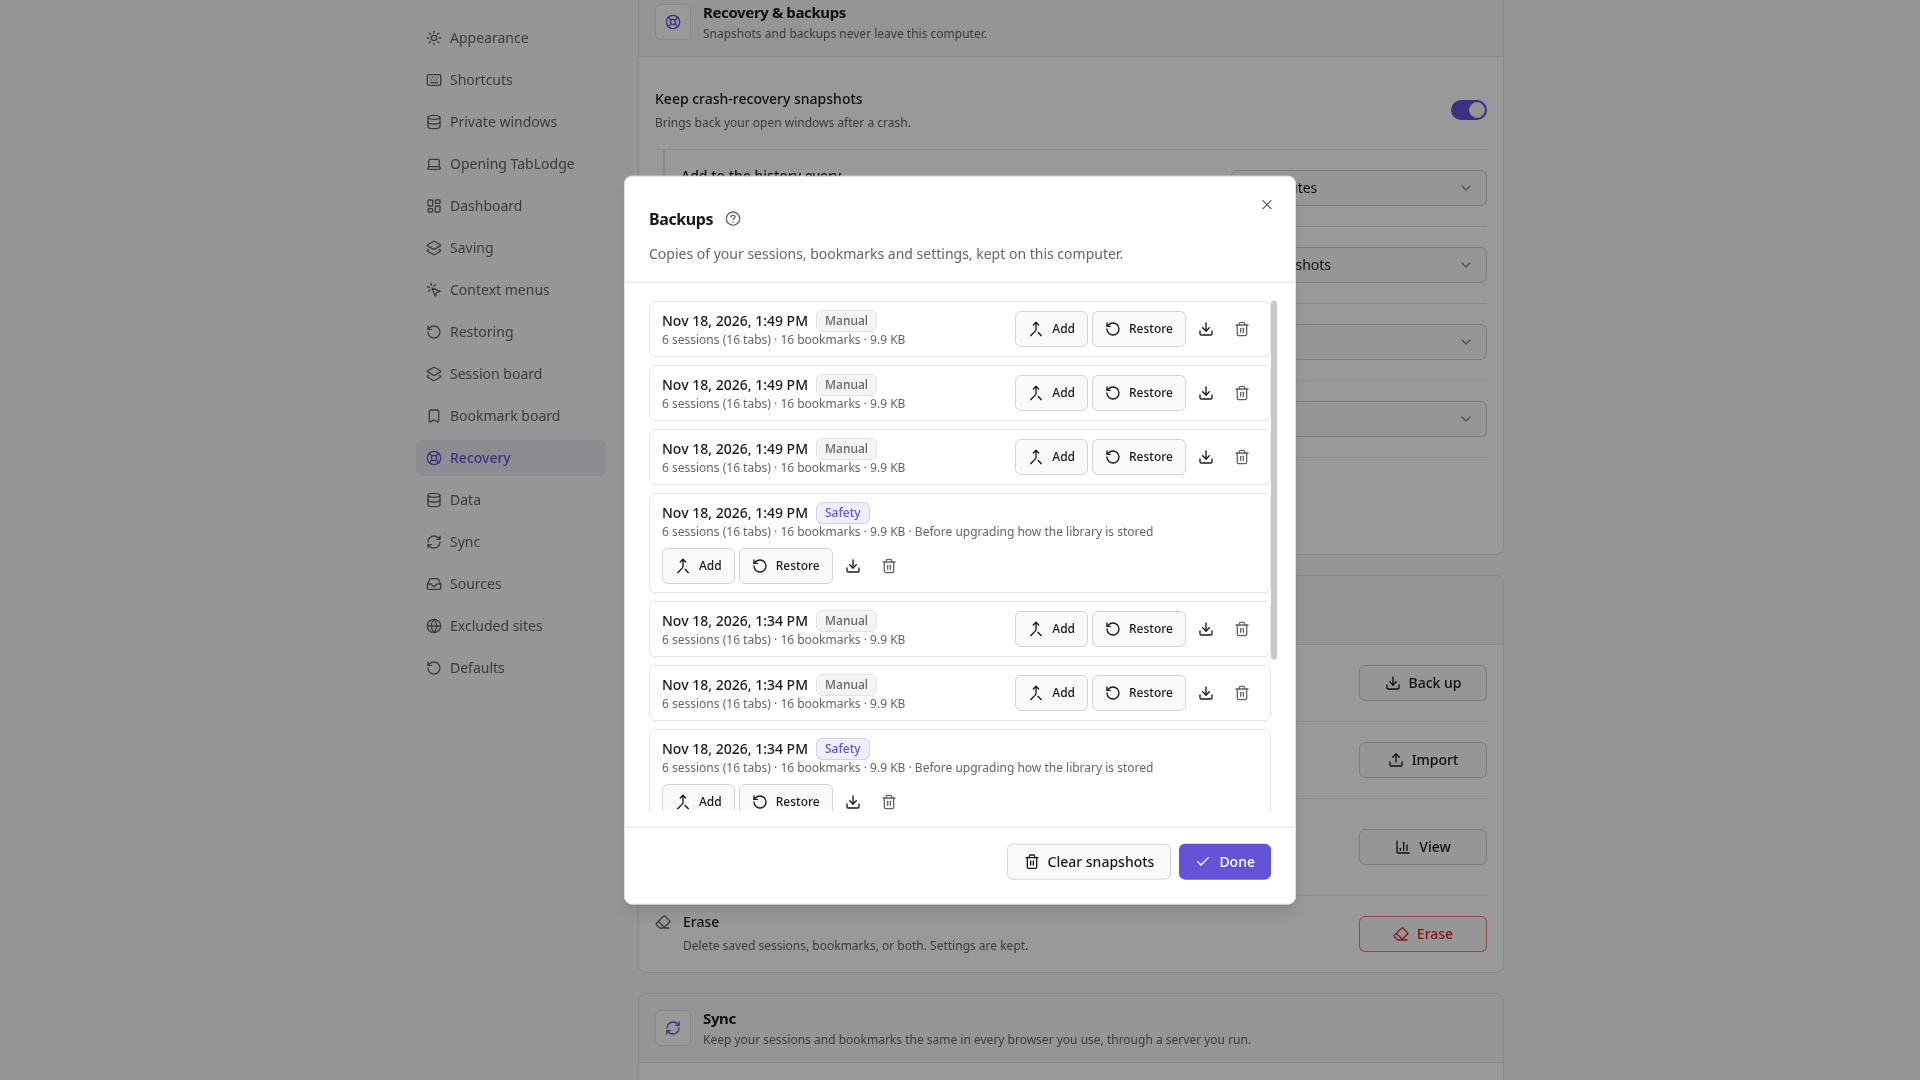 Appearance
Shortcuts
Private windows
Opening TabLodge
Dashboard
Saving
Context menus
Restoring
Session board
Bookmark board
Recovery
Data
Sync
Sources
Excluded sites
Defaults
Recovery & backups
Snapshots and backups never leave this computer.
Keep crash-recovery snapshots
Brings back your open windows after a crash.
Add to the history every
Backups
Copies of your sessions, bookmarks and settings, kept on this computer.
Nov 18, 2026, 1:49 PM Manual
6 sessions (16 tabs) · 16 bookmarks · 9.9 KB
Add Restore
Nov 18, 2026, 1:49 PM Manual
6 sessions (16 tabs) · 16 bookmarks · 9.9 KB
Add Restore
Nov 18, 2026, 1:49 PM Manual
6 sessions (16 tabs) · 16 bookmarks · 9.9 KB
Add Restore
Nov 18, 2026, 1:49 PM Safety
6 sessions (16 tabs) · 16 bookmarks · 9.9 KB · Before upgrading how the library is stored
Add Restore
Nov 18, 2026, 1:34 PM Manual
6 sessions (16 tabs) · 16 bookmarks · 9.9 KB
Add Restore
Nov 18, 2026, 1:34 PM Manual
6 sessions (16 tabs) · 16 bookmarks · 9.9 KB
Add Restore
Nov 18, 2026, 1:34 PM Safety
6 sessions (16 tabs) · 16 bookmarks · 9.9 KB · Before upgrading how the library is stored
Add Restore
Clear snapshots Done
Back up
Import
View
Erase
Delete saved sessions, bookmarks, or both. Settings are kept.
Erase
Sync
Keep your sessions and bookmarks the same in every browser you use, through a server you run.